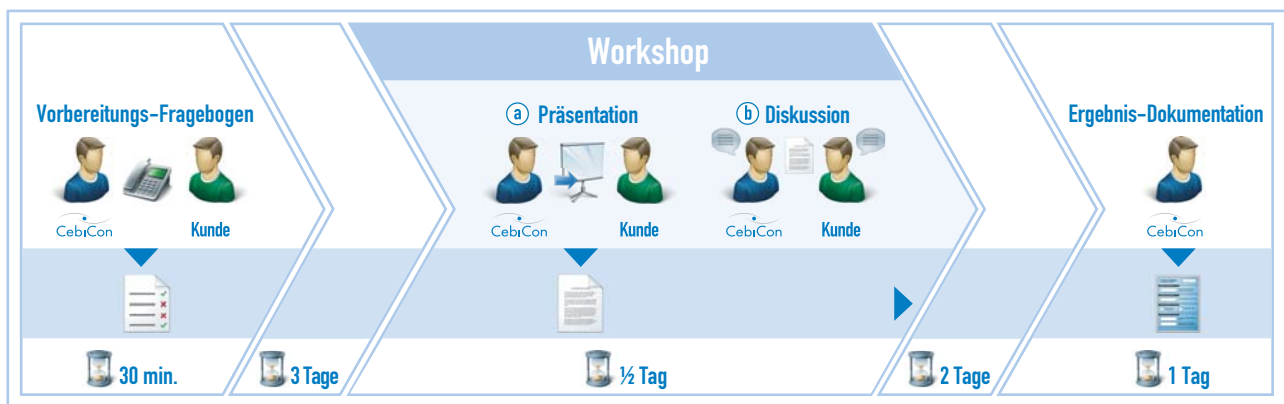 Workshop
Vorbereitungs-Fragebogen
ⓐ Präsentation
ⓑ Diskussion
Ergebnis-Dokumentation
CebiCon
Kunde
CebiCon
Kunde
CebiCon
Kunde
CebiCon
30 min.
3 Tage
½ Tag
2 Tage
1 Tag